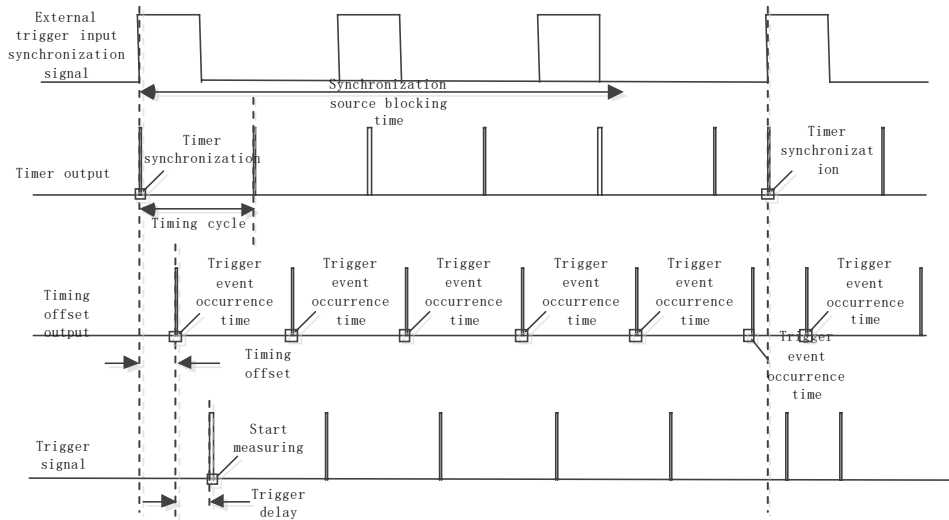 External
trigger input
synchronization
signal
Synchronization
source blocking
time
Timer output
Timer
synchronization
Timer
synchronizat
ion
Timing cycle
Timing
offset
output
Trigger
event
occurrence
time
Trigger
event
occurrence
time
Trigger
event
occurrence
time
Trigger
event
occurrence
time
Trigger
event
occurrence
time
Trigger
event
occurrence
time
Trigger
event
occurrence
time
Timing
offset
Trigger
signal
Start
measuring
Trigger
delay